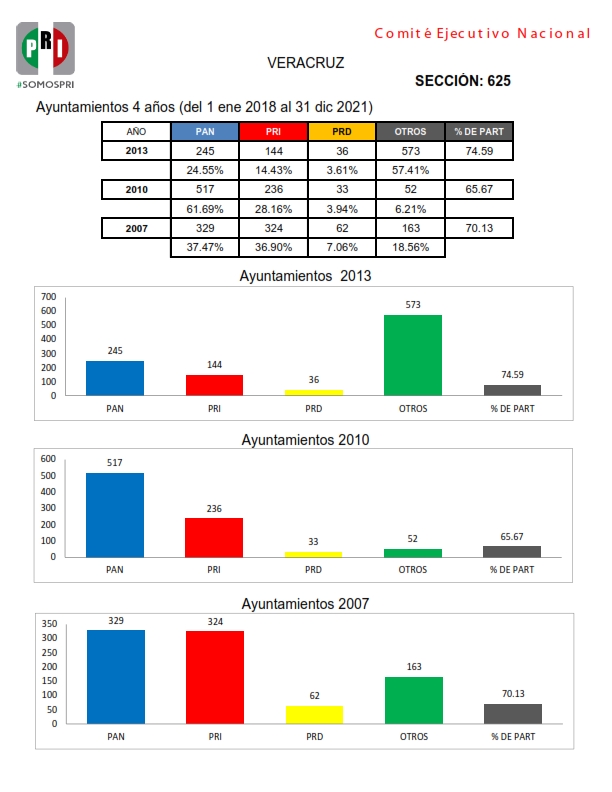 Comité Ejecutivo Nacional
PRI
#SOMOSPRI
VERACRUZ
SECCIÓN: 625
Ayuntamientos 4 años (del 1 ene 2018 al 31 dic 2021)
AÑO PAN PRI PRD OTROS % DE PART
2013 245 144 36 573 74.59
24.55% 14.43% 3.61% 57.41%
2010 517 236 33 52 65.67
61.69% 28.16% 3.94% 6.21%
2007 329 324 62 163 70.13
37.47% 36.90% 7.06% 18.56%
Ayuntamientos 2013
700
600
500
400
300
200
100
0
245 144 36 573 74.59
PAN PRI PRD OTROS % DE PART
Ayuntamientos 2010
600
500
400
300
200
100
0
517 236 33 52 65.67
PAN PRI PRD OTROS % DE PART
Ayuntamientos 2007
350
300
250
200
150
100
50
0
329 324 62 163 70.13
PAN PRI PRD OTROS % DE PART